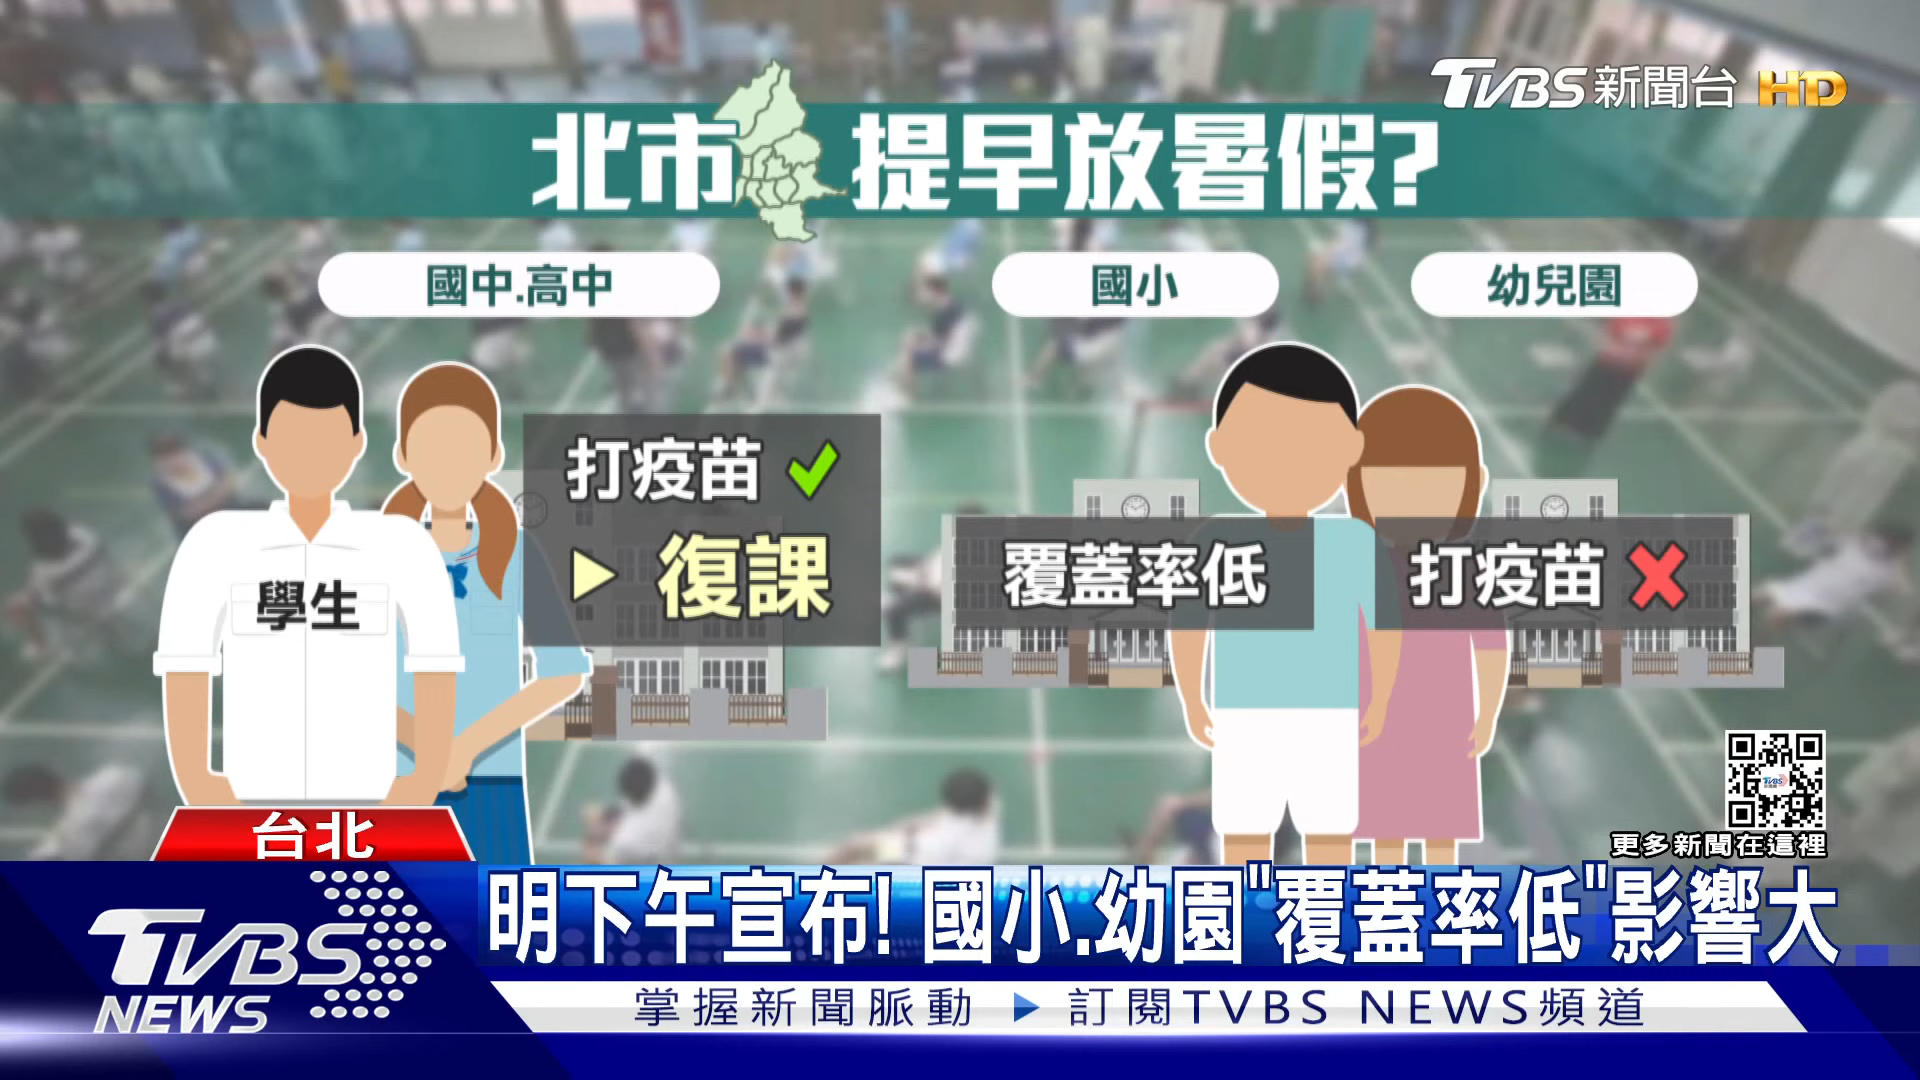 TVBS新聞台 HD
北市 提早放暑假?
國中.高中
國小
幼兒園
打疫苗
復課
學生
覆蓋率低
打疫苗
TVBS
更多新聞在這裡
台北
明下午宣布! 國小.幼園"覆蓋率低"影響大
TVBS
NEWS
掌握新聞脈動 ▶ 訂閱TVBS NEWS頻道